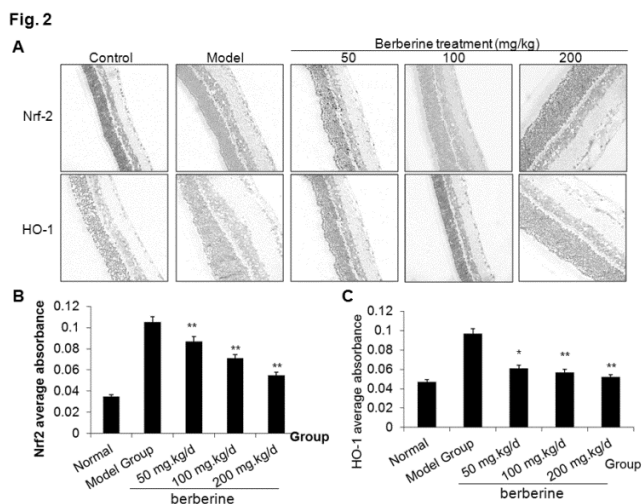 Fig. 2
A
Berberine treatment (mg/kg)
Control Model 50 100 200
Nrf-2
HO-1
B
Nrf2 average absorbance
0.12
0.1
0.08
0.06
0.04
0.02
0
** ** **
Normal Model Group 50 mg.kg/d 100 mg.kg/d 200 mg.kg/d Group
berberine
C
HO-1 average absorbance
0.12
0.1
0.08
0.06
0.04
0.02
0
* ** **
Normal Model Group 50 mg.kg/d 100 mg.kg/d 200 mg.kg/d Group
berberine